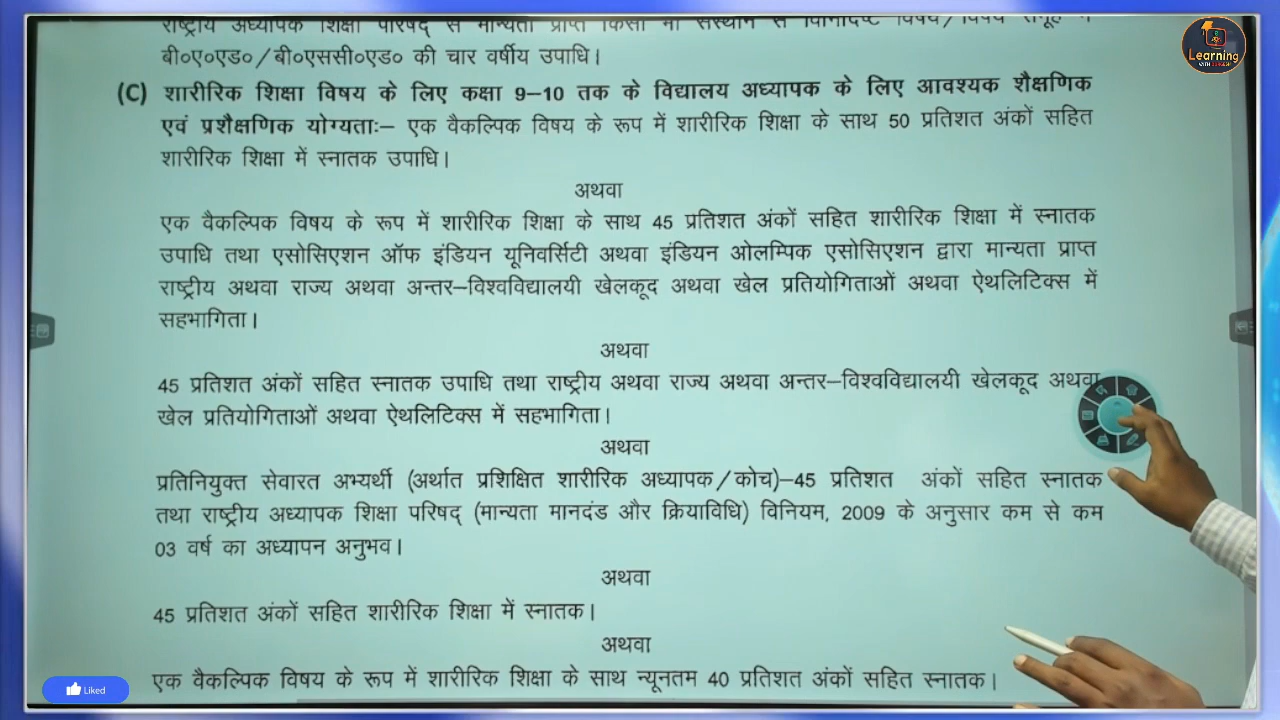 राष्ट्रीय अध्यापक शिक्षा परिषद् से मान्यता प्राप्त किसी भी संस्थान से
बी०ए०एड०/बी०एससी०एड० की चार वर्षीय उपाधि।
(C) शारीरिक शिक्षा विषय के लिए कक्षा 9–10 तक के विद्यालय अध्यापक के लिए आवश्यक शैक्षणिक
एवं प्रशैक्षणिक योग्यताः– एक वैकल्पिक विषय के रूप में शारीरिक शिक्षा के साथ 50 प्रतिशत अंकों सहित
शारीरिक शिक्षा में स्नातक उपाधि।
अथवा
एक वैकल्पिक विषय के रूप में शारीरिक शिक्षा के साथ 45 प्रतिशत अंकों सहित शारीरिक शिक्षा में स्नातक
उपाधि तथा एसोसिएशन ऑफ इंडियन यूनिवर्सिटी अथवा इंडियन ओलम्पिक एसोसिएशन द्वारा मान्यता प्राप्त
राष्ट्रीय अथवा राज्य अथवा अन्तर–विश्वविद्यालयी खेलकूद अथवा खेल प्रतियोगिताओं अथवा ऐथलिटिक्स में
सहभागिता।
अथवा
45 प्रतिशत अंकों सहित स्नातक उपाधि तथा राष्ट्रीय अथवा राज्य अथवा अन्तर–विश्वविद्यालयी खेलकूद अथवा
खेल प्रतियोगिताओं अथवा ऐथलिटिक्स में सहभागिता।
अथवा
प्रतिनियुक्त सेवारत अभ्यर्थी (अर्थात प्रशिक्षित शारीरिक अध्यापक/कोच)–45 प्रतिशत अंकों सहित स्नातक
तथा राष्ट्रीय अध्यापक शिक्षा परिषद् (मान्यता मानदंड और क्रियाविधि) विनियम, 2009 के अनुसार कम से कम
03 वर्ष का अध्यापन अनुभव।
अथवा
45 प्रतिशत अंकों सहित शारीरिक शिक्षा में स्नातक।
अथवा
एक वैकल्पिक विषय के रूप में शारीरिक शिक्षा के साथ न्यूनतम 40 प्रतिशत अंकों सहित स्नातक।
Learning
Liked